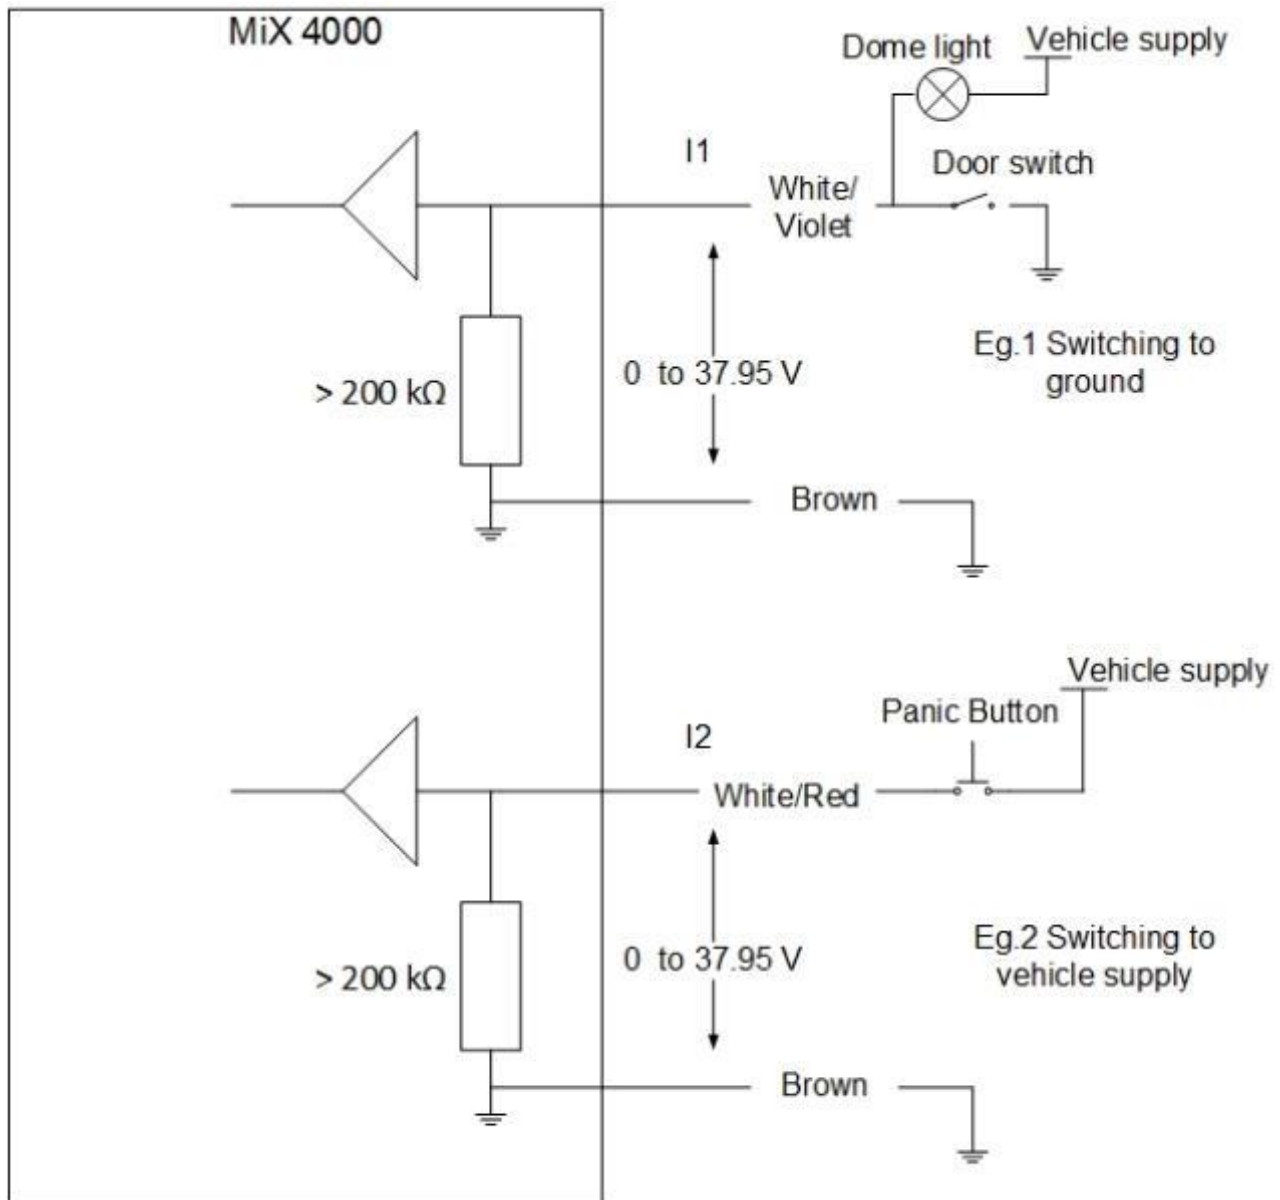 MiX 4000
Dome light
Vehicle supply
I1
White/
Violet
Door switch
0 to 37.95 V
> 200 kΩ
Eg.1 Switching to
ground
Brown
Vehicle supply
Panic Button
I2
White/Red
0 to 37.95 V
> 200 kΩ
Eg.2 Switching to
vehicle supply
Brown